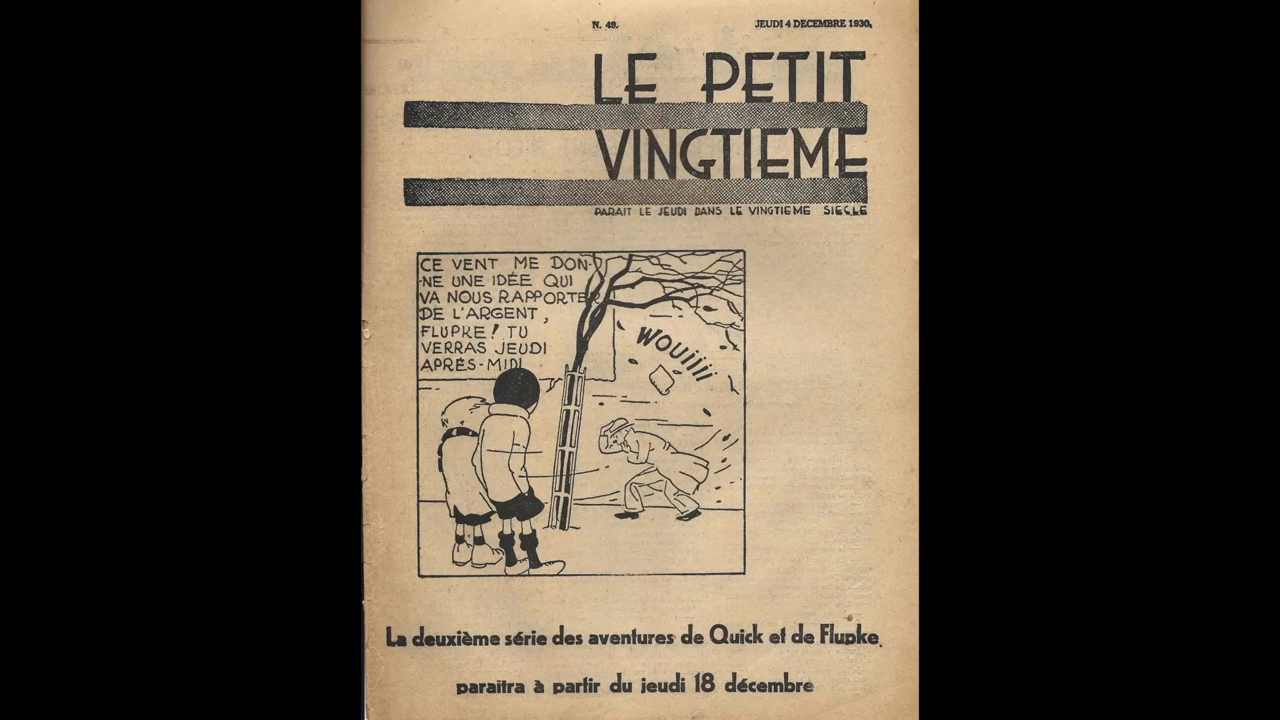 N. 49.
JEUDI 4 DECEMBRE 1930.
LE PETIT
VINGTIEME
PARAIT LE JEUDI DANS LE VINGTIEME SIECLE
CE VENT ME DON-
-NE UNE IDÉE QUI
VA NOUS RAPPORTER
DE L'ARGENT,
FLUPKE! TU
VERRAS JEUDI
APRÈS-MIDI
WOUiiiii
La deuxième série des aventures de Quick et de Flupke
paraîtra à partir du jeudi 18 décembre